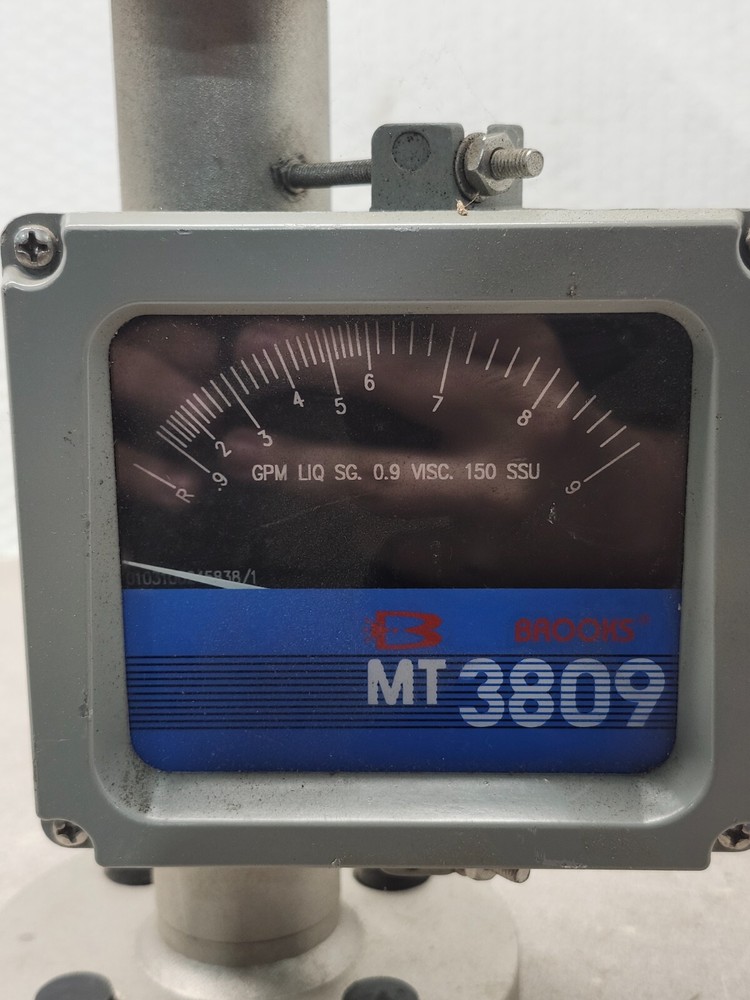 R .9 2 3 4 5 6 7 8 9
GPM LIQ SG. 0.9 VISC. 150 SSU
BROOKS®
MT 3809